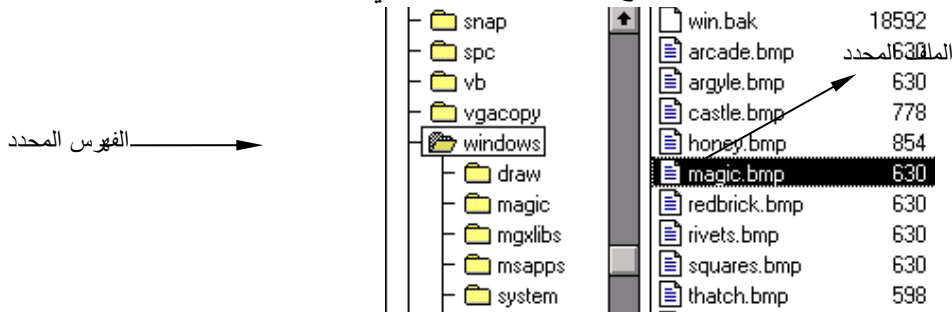 snap
spc
vb
vgacopy
windows
draw
magic
mgxlibs
msapps
system
win.bak 18592
arcade.bmp 630
argyle.bmp 630
castle.bmp 778
honey.bmp 854
magic.bmp 630
redbrick.bmp 630
rivets.bmp 630
squares.bmp 630
thatch.bmp 598
الملف المحدد
الفهرس المحدد